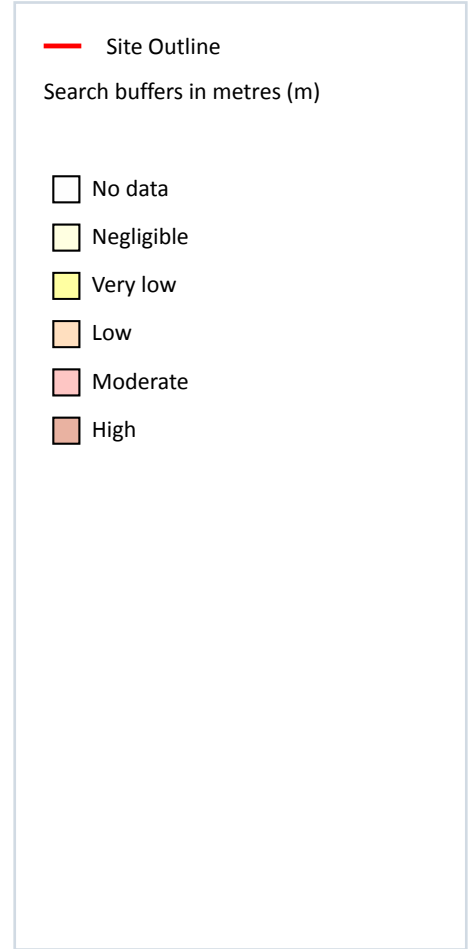 Site Outline
Search buffers in metres (m)
No data
Negligible
Very low
Low
Moderate
High